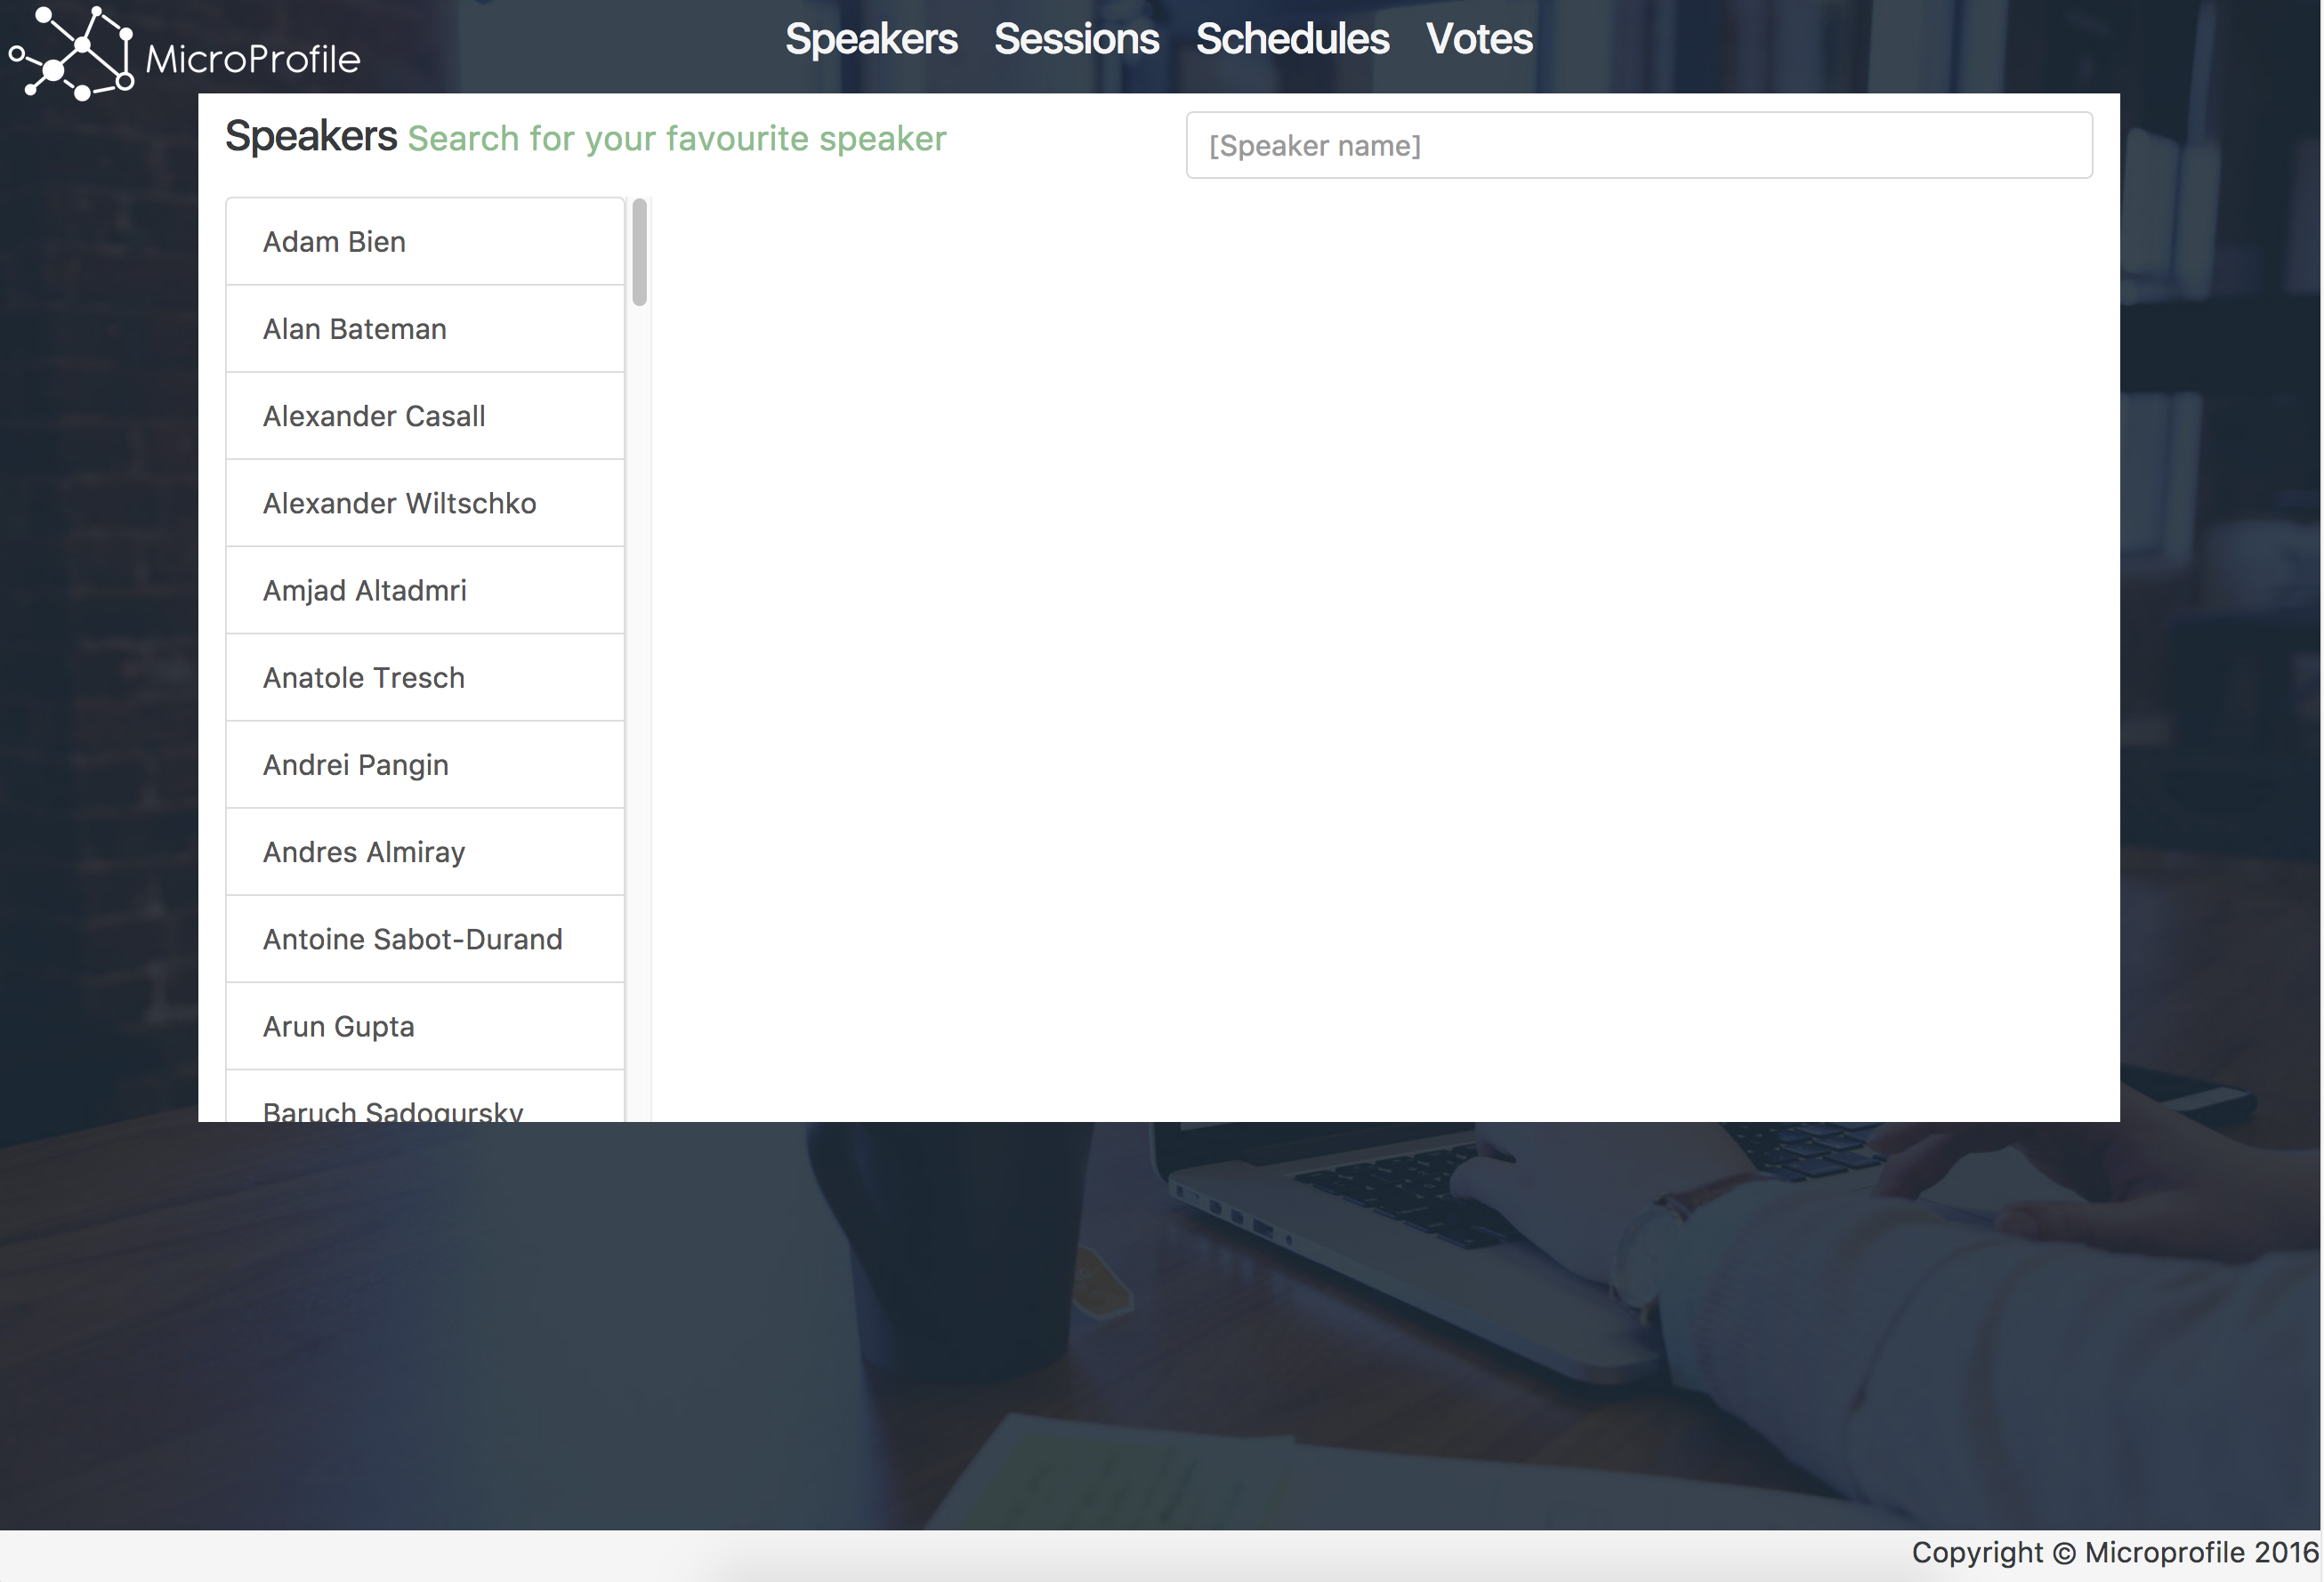 MicroProfile
Speakers Sessions Schedules Votes
Speakers Search for your favourite speaker
[Speaker name]
Adam Bien
Alan Bateman
Alexander Casall
Alexander Wiltschko
Amjad Altadmri
Anatole Tresch
Andrei Pangin
Andres Almiray
Antoine Sabot-Durand
Arun Gupta
Baruch Sadogursky
Copyright © Microprofile 2016